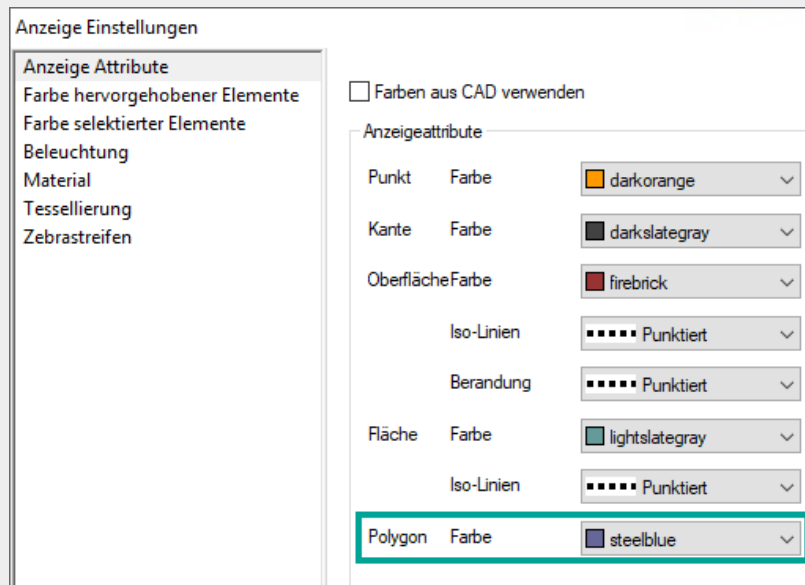 Anzeige Einstellungen
Anzeige Attribute
Farbe hervorgehobener Elemente
Farbe selektierter Elemente
Beleuchtung
Material
Tessellierung
Zebrastreifen
Farben aus CAD verwenden
Anzeigeattribute
Punkt Farbe darkorange
Kante Farbe darkslategray
Oberfläche Farbe firebrick
Iso-Linien Punktiert
Berandung Punktiert
Fläche Farbe lightslategray
Iso-Linien Punktiert
Polygon Farbe steelblue